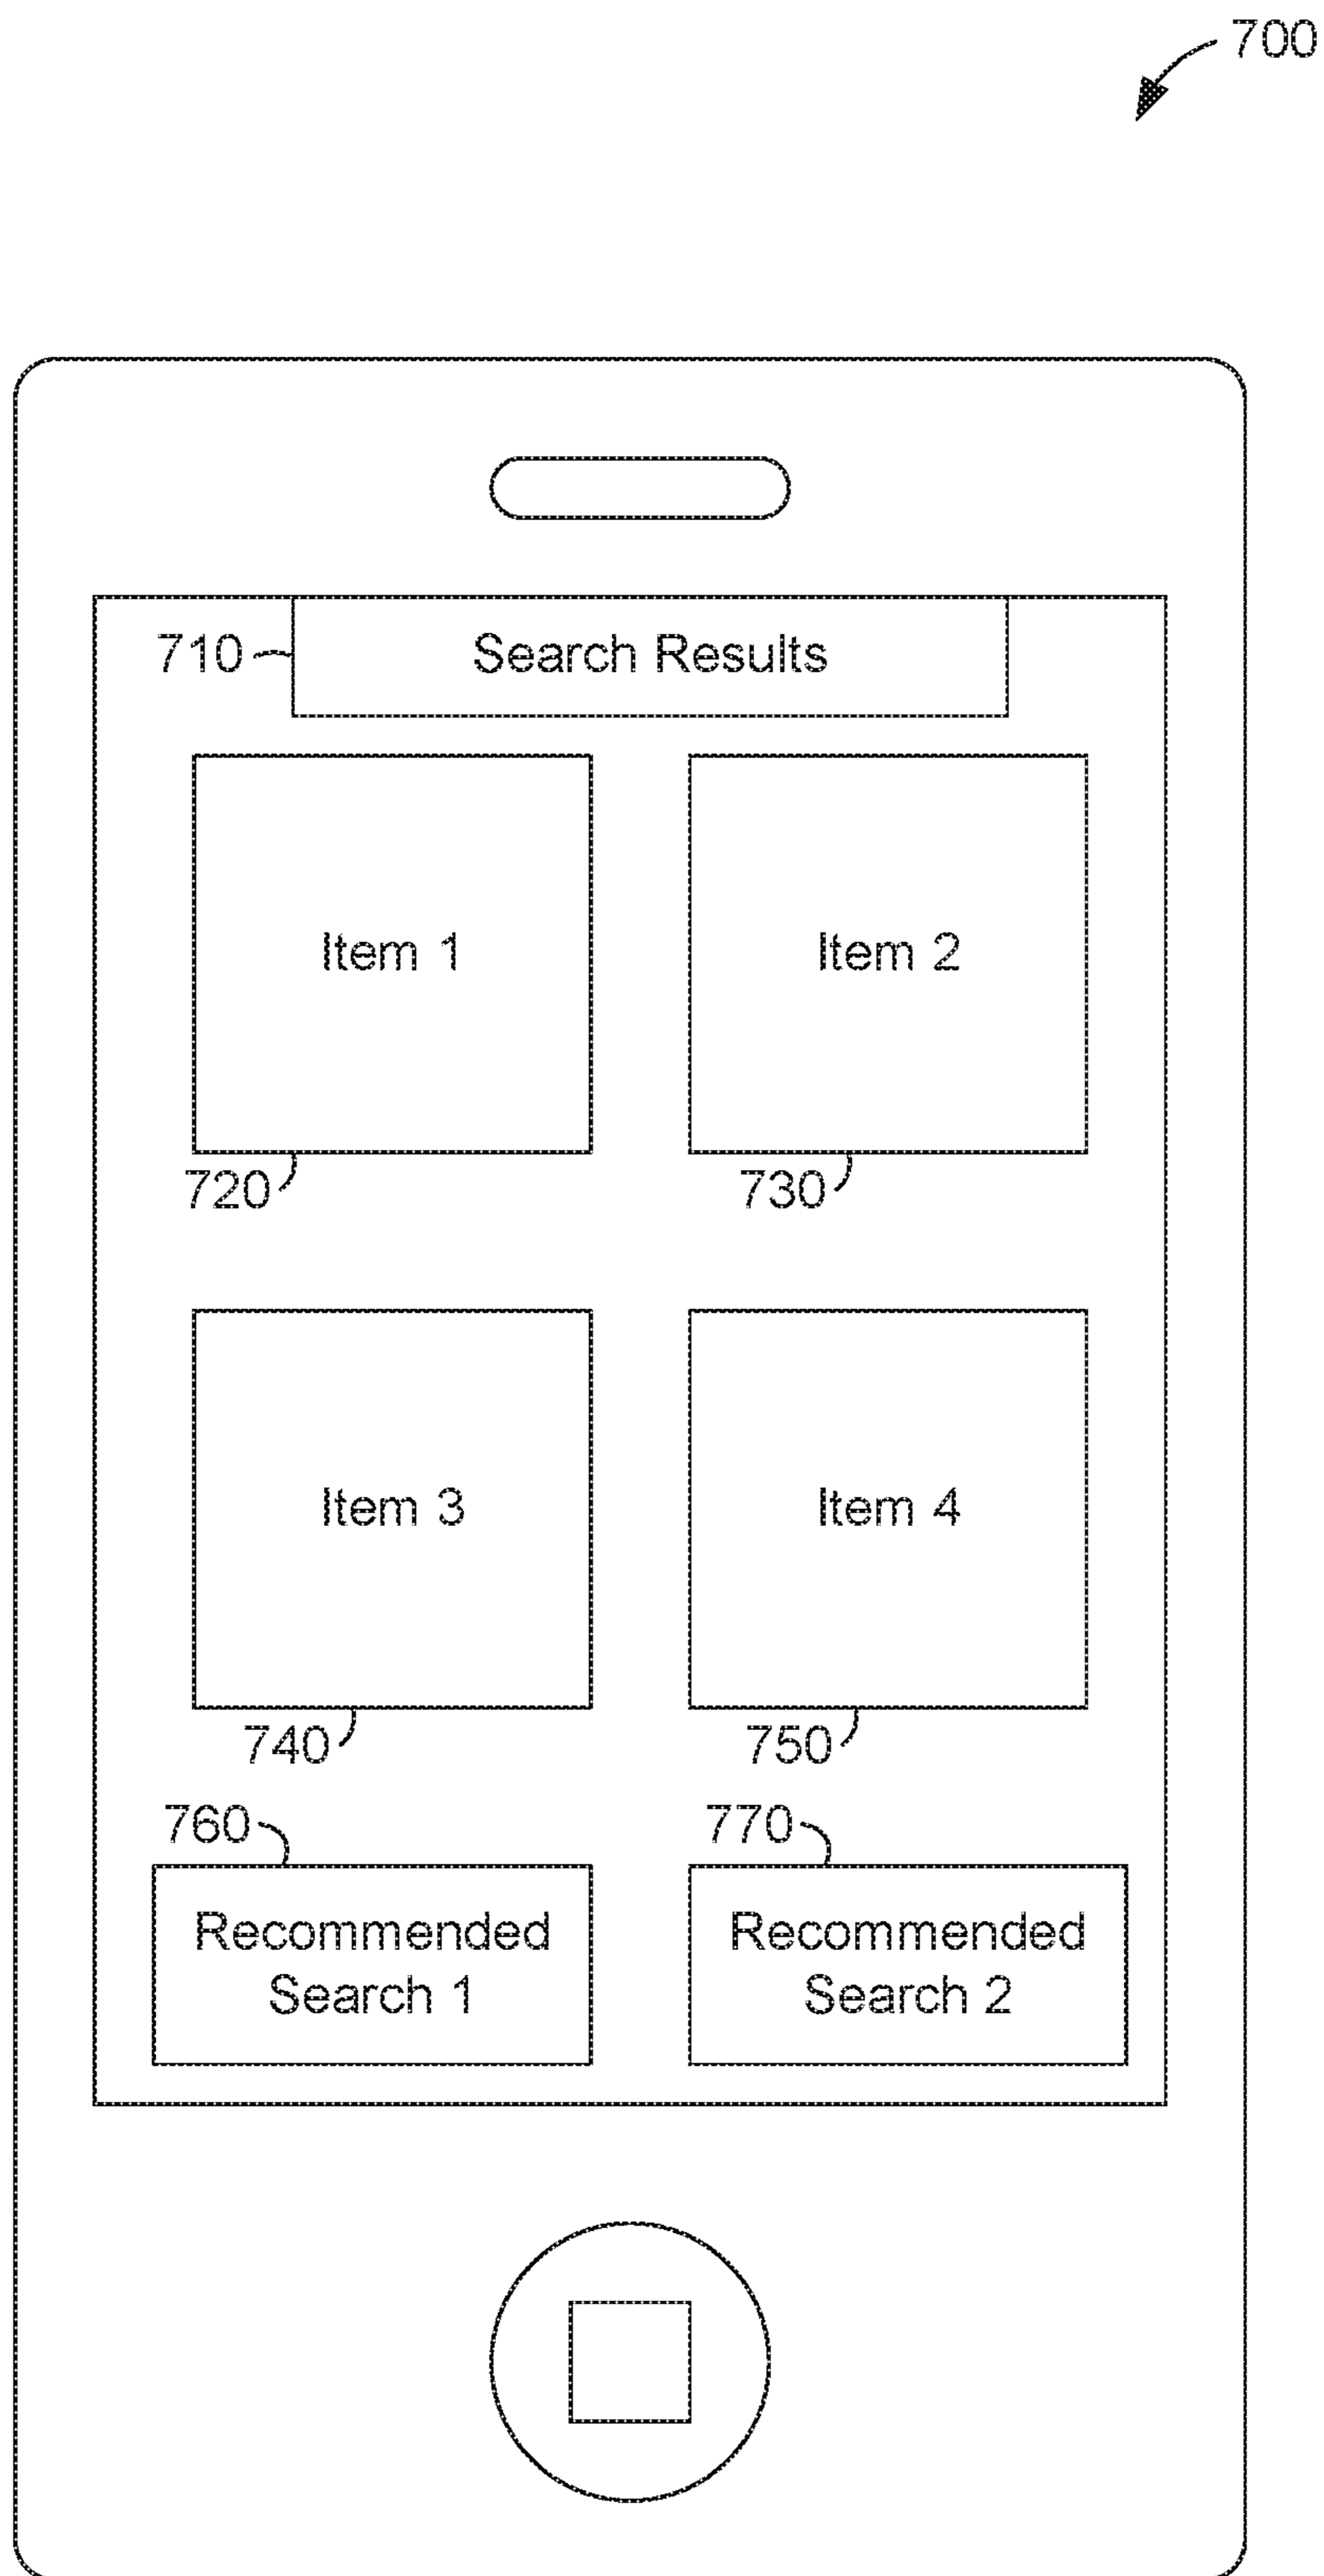 700
710
Search Results
Item 1
Item 2
720
730
Item 3
Item 4
740
750
760
770
Recommended
Search 1
Recommended
Search 2